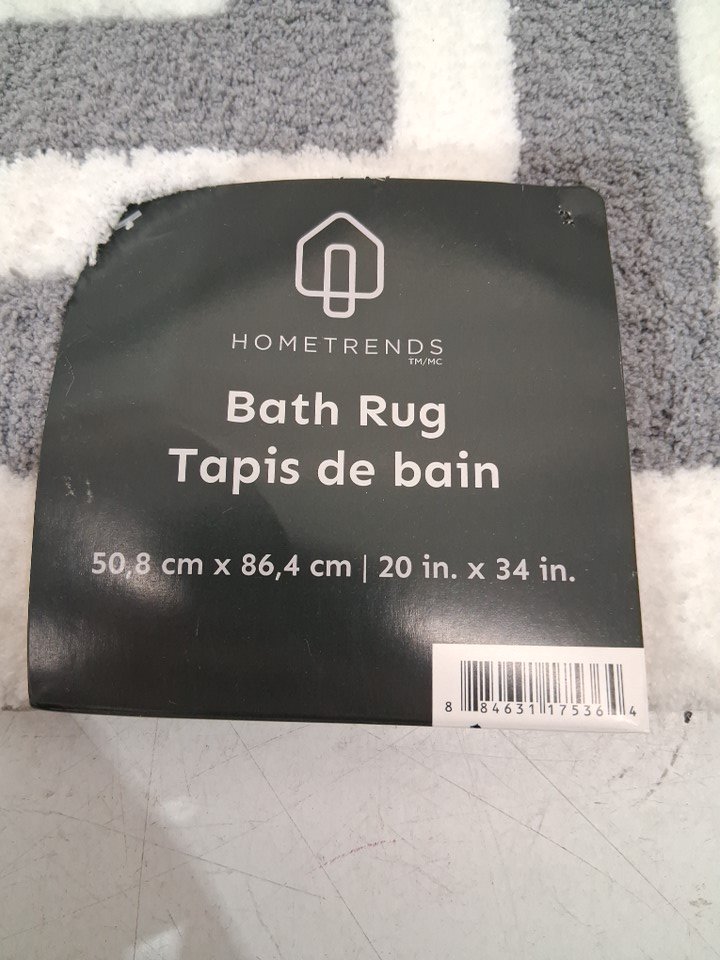 HOMETRENDS
TM/MC
Bath Rug
Tapis de bain
50,8 cm x 86,4 cm | 20 in. x 34 in.
8 84631 17536 4